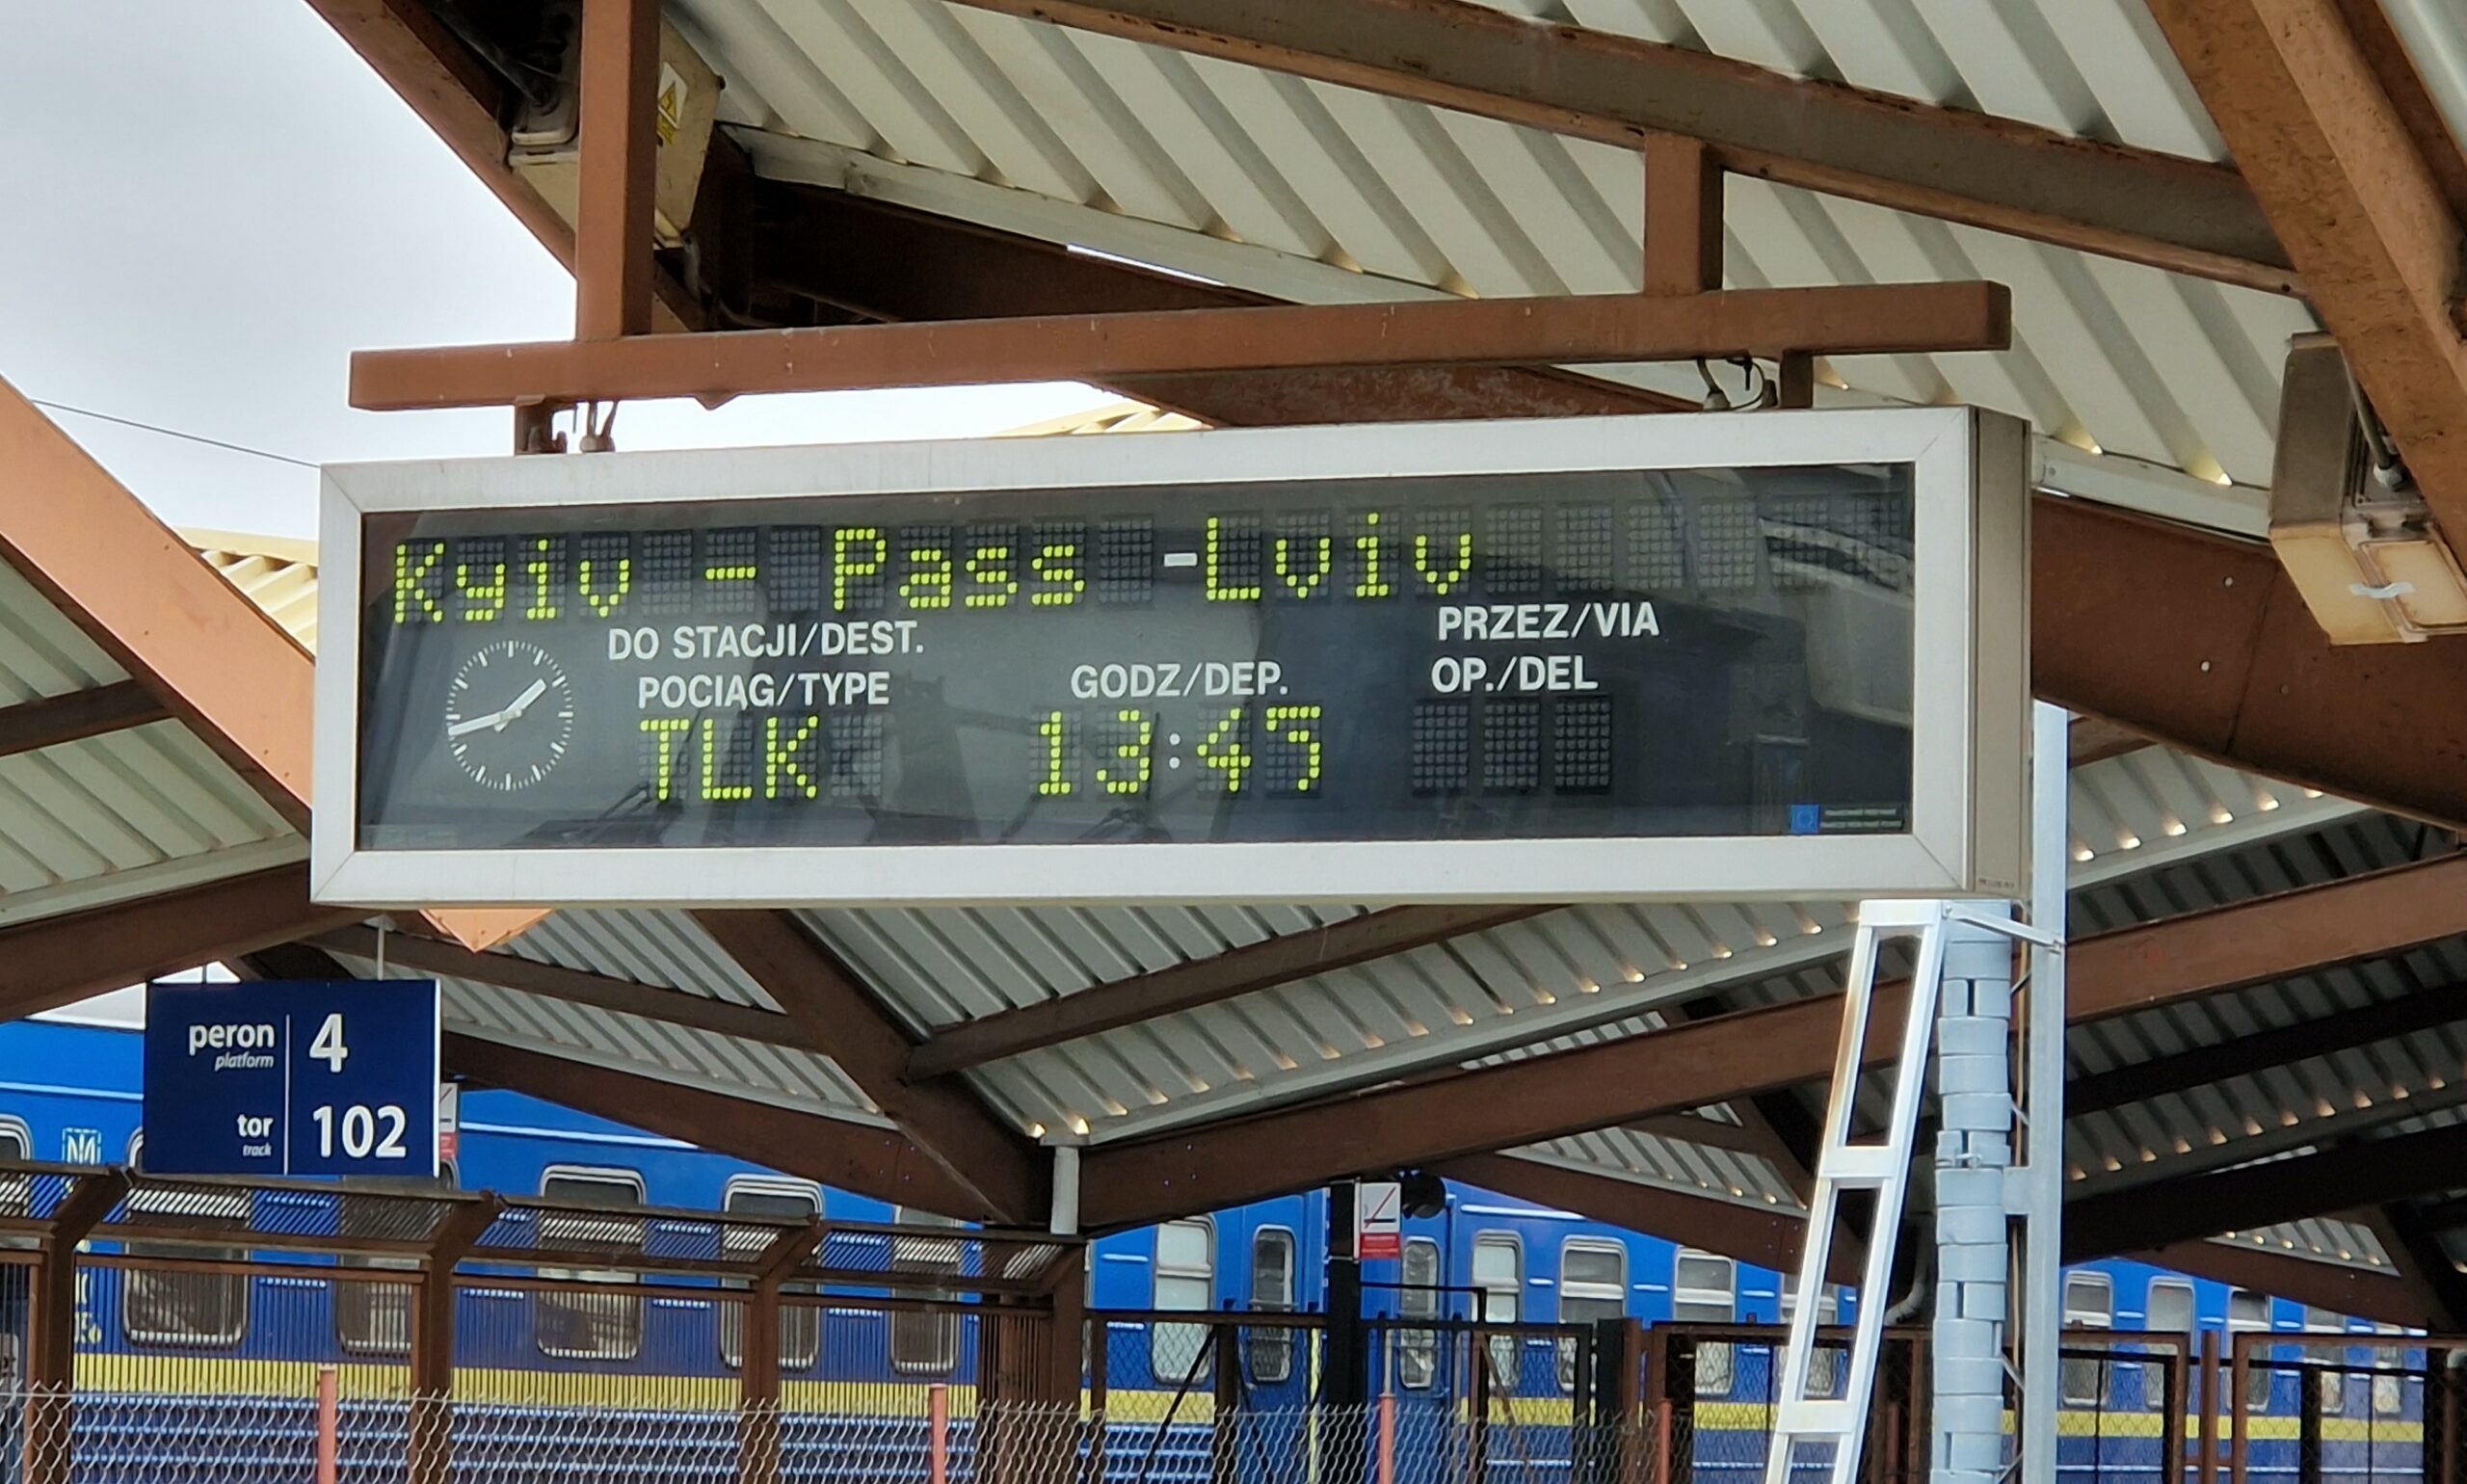 Kyiv - Pass -Lviv
DO STACJI/DEST. PRZEZ/VIA
POCIĄG/TYPE GODZ/DEP. OP./DEL
TLK 13:45
peron 4
platform
tor 102
track